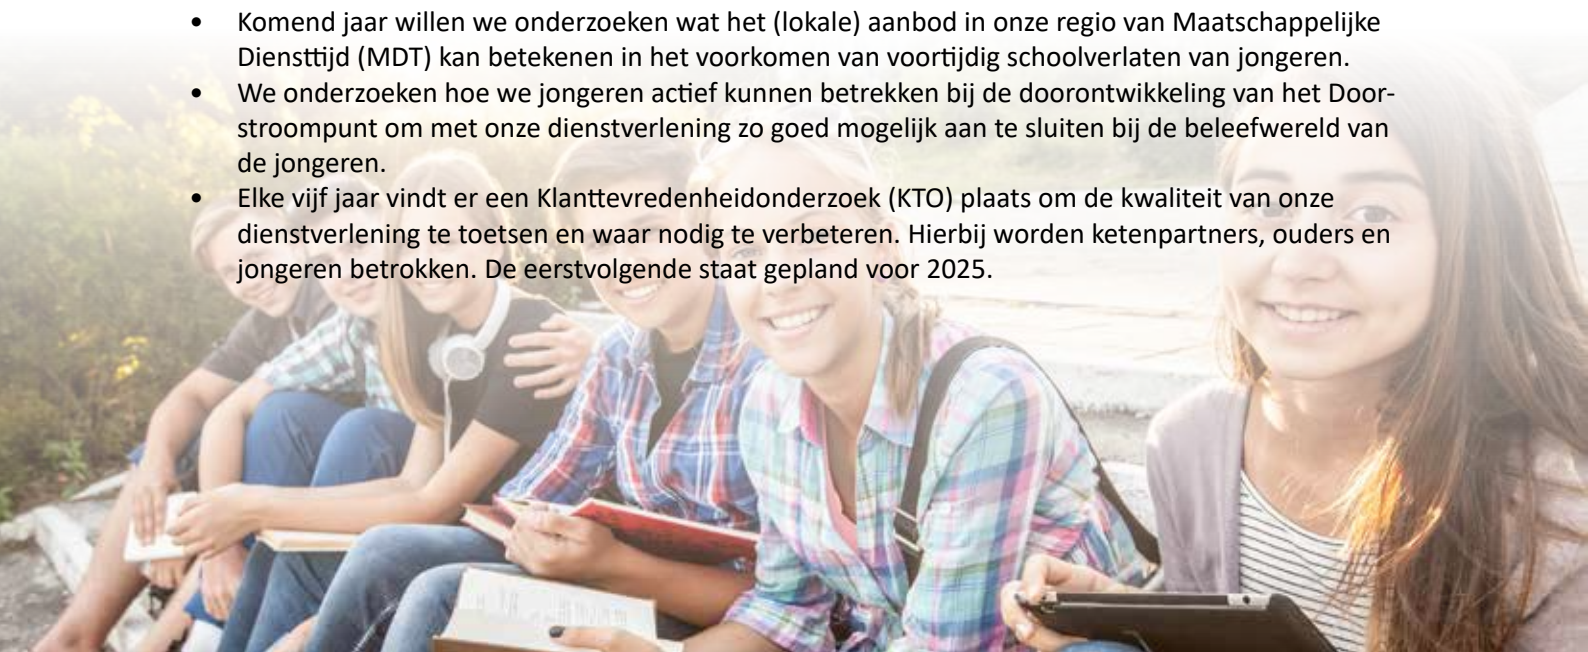 • Komend jaar willen we onderzoeken wat het (lokale) aanbod in onze regio van Maatschappelijke
Diensttijd (MDT) kan betekenen in het voorkomen van voortijdig schoolverlaten van jongeren.
• We onderzoeken hoe we jongeren actief kunnen betrekken bij de doorontwikkeling van het Door-
stroompunt om met onze dienstverlening zo goed mogelijk aan te sluiten bij de beleefwereld van
de jongeren.
• Elke vijf jaar vindt er een Klanttevredenheidonderzoek (KTO) plaats om de kwaliteit van onze
dienstverlening te toetsen en waar nodig te verbeteren. Hierbij worden ketenpartners, ouders en
jongeren betrokken. De eerstvolgende staat gepland voor 2025.